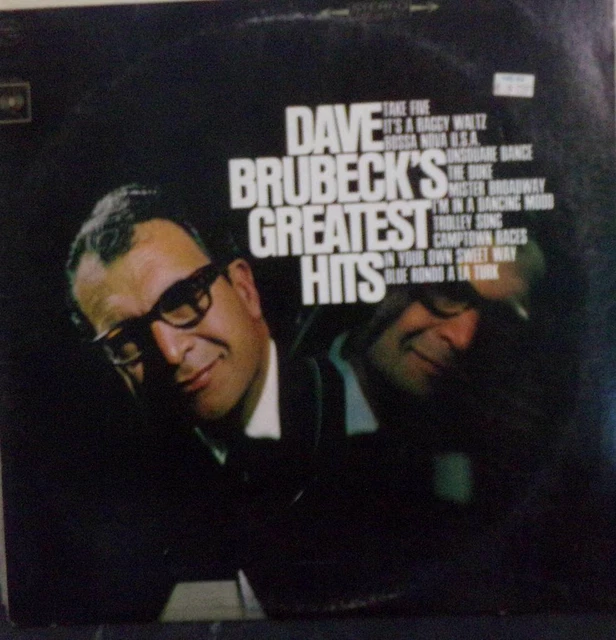 STEREO
DAVE
BRUBECK'S
GREATEST
HITS
TAKE FIVE
IT'S A RAGGY WALTZ
BOSSA NOVA U.S.A.
UNSQUARE DANCE
THE DUKE
MISTER BROADWAY
I'M IN A DANCING MOOD
TROLLEY SONG
CAMPTOWN RACES
IN YOUR OWN SWEET WAY
BLUE RONDO A LA TURK